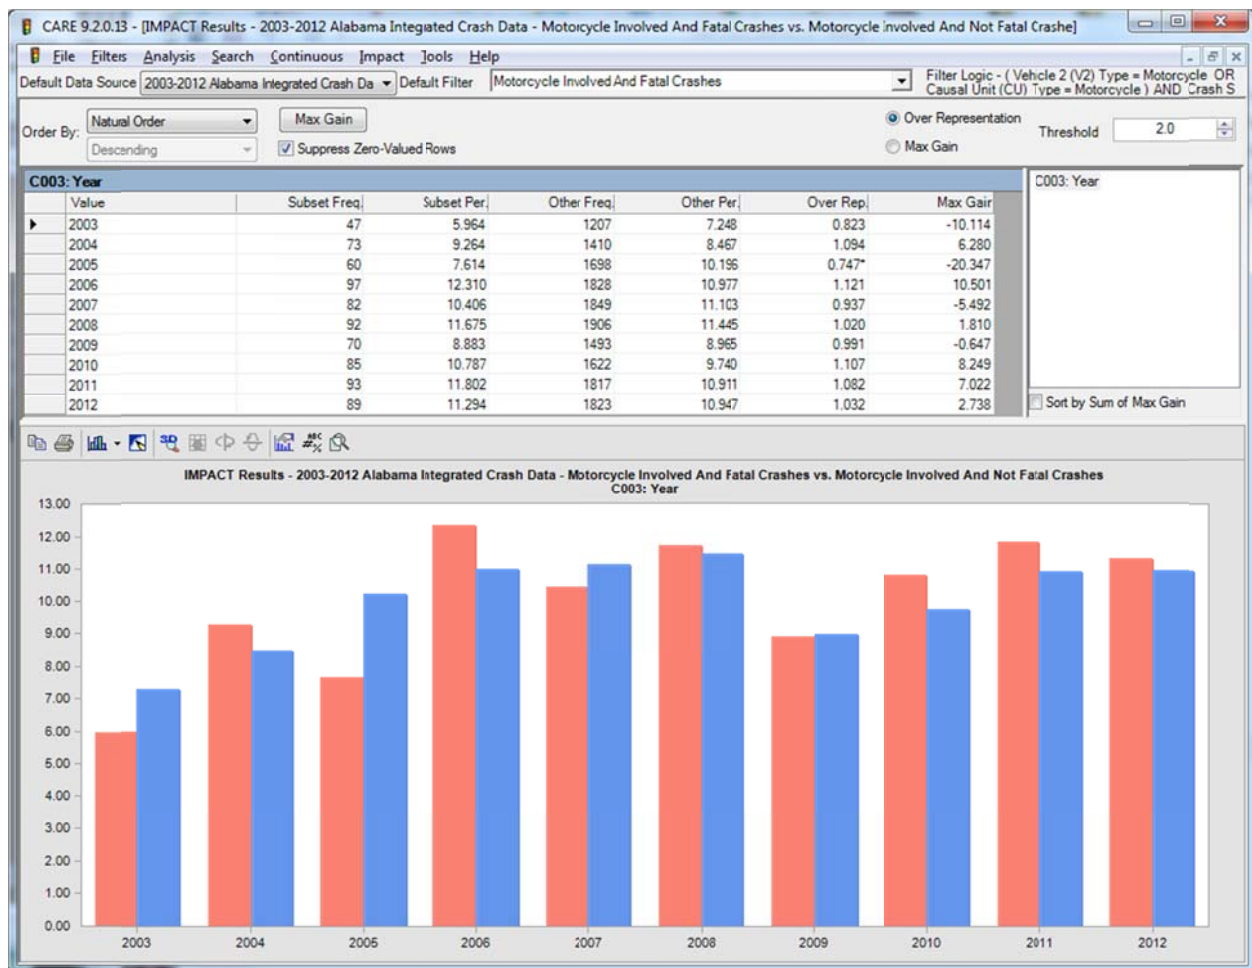 CARE 9.2.0.13 - [IMPACT Results - 2003-2012 Alabama Integrated Crash Data - Motorcycle Involved And Fatal Crashes vs. Motorcycle Involved And Not Fatal Crashe]
File Filters Analysis Search Continuous Impact Tools Help
Default Data Source 2003-2012 Alabama Integrated Crash Da Default Filter Motorcycle Involved And Fatal Crashes Filter Logic - ( Vehicle 2 (V2) Type = Motorcycle OR
Causal Unit (CU) Type = Motorcycle ) AND Crash S
Order By: Natural Order Max Gain Over Representation Threshold 2.0
Descending Suppress Zero-Valued Rows Max Gain
C003: Year C003: Year
Value Subset Freq. Subset Per. Other Freq. Other Per. Over Rep. Max Gain
2003 47 5.964 1207 7.248 0.823 -10.114
2004 73 9.264 1410 8.467 1.094 6.280
2005 60 7.614 1698 10.196 0.747* -20.347
2006 97 12.310 1828 10.977 1.121 10.501
2007 82 10.406 1849 11.103 0.937 -5.492
2008 92 11.675 1906 11.445 1.020 1.810
2009 70 8.883 1493 8.965 0.991 -0.647
2010 85 10.787 1622 9.740 1.107 8.249
2011 93 11.802 1817 10.911 1.082 7.022
2012 89 11.294 1823 10.947 1.032 2.738
Sort by Sum of Max Gain
3D ABC #%
IMPACT Results - 2003-2012 Alabama Integrated Crash Data - Motorcycle Involved And Fatal Crashes vs. Motorcycle Involved And Not Fatal Crashes
C003: Year
13.00
12.00
11.00
10.00
9.00
8.00
7.00
6.00
5.00
4.00
3.00
2.00
1.00
0.00
2003 2004 2005 2006 2007 2008 2009 2010 2011 2012